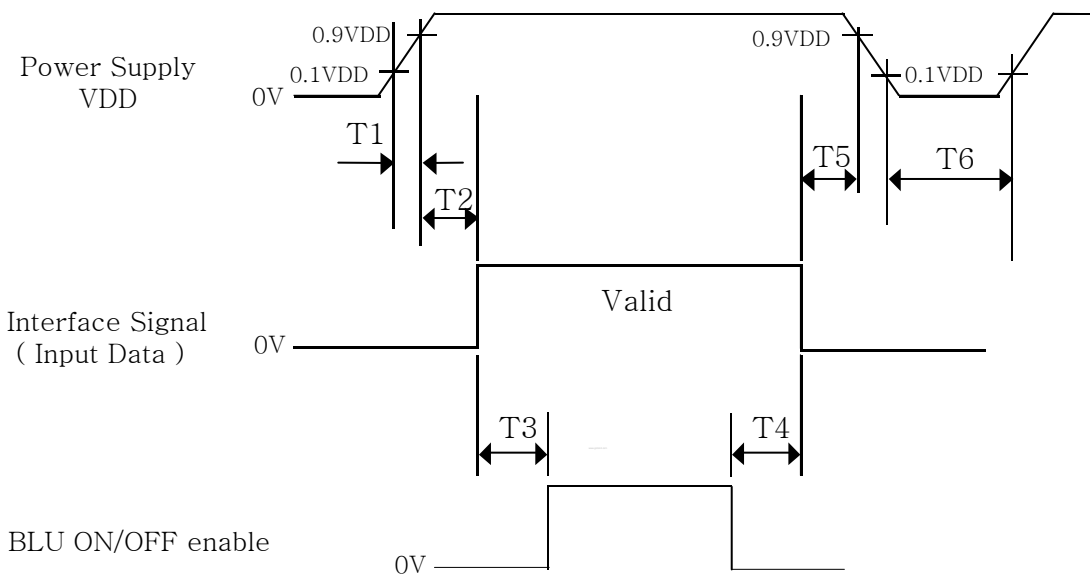 0.9VDD
0.9VDD
Power Supply
VDD
0.1VDD
0.1VDD
0V
T1
T5
T6
T2
Valid
Interface Signal
( Input Data )
0V
T3
T4
BLU ON/OFF enable
0V